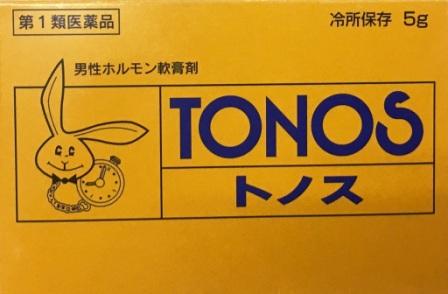 第1類医薬品
冷所保存 5g
男性ホルモン軟膏剤
TONOS
トノス